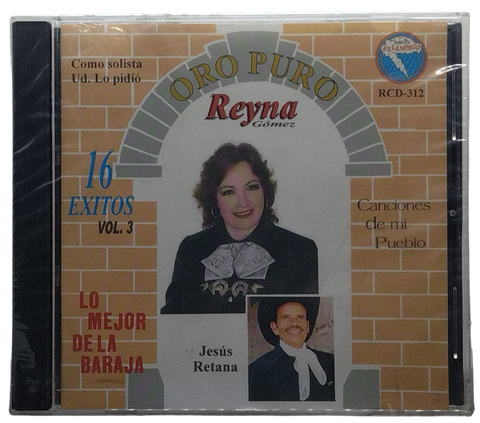 Como solista
Ud. Lo pidió
ORO PURO
RCD-312
Reyna
Gómez
16
EXITOS
VOL. 3
Canciones
de mi
Pueblo
LO
MEJOR
DE LA
BARAJA
Jesús
Retana